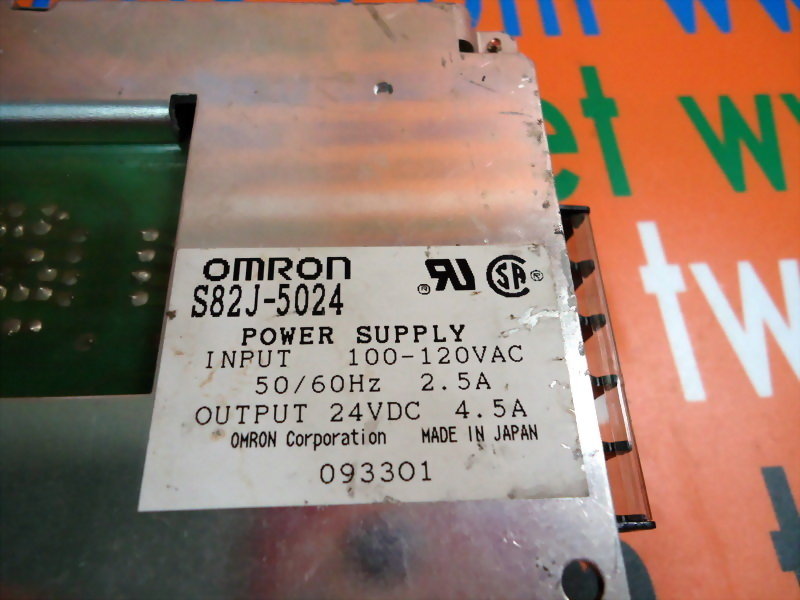 OMRON
S82J-5024
POWER SUPPLY
INPUT 100-120VAC
50/60Hz 2.5A
OUTPUT 24VDC 4.5A
OMRON Corporation MADE IN JAPAN
093301